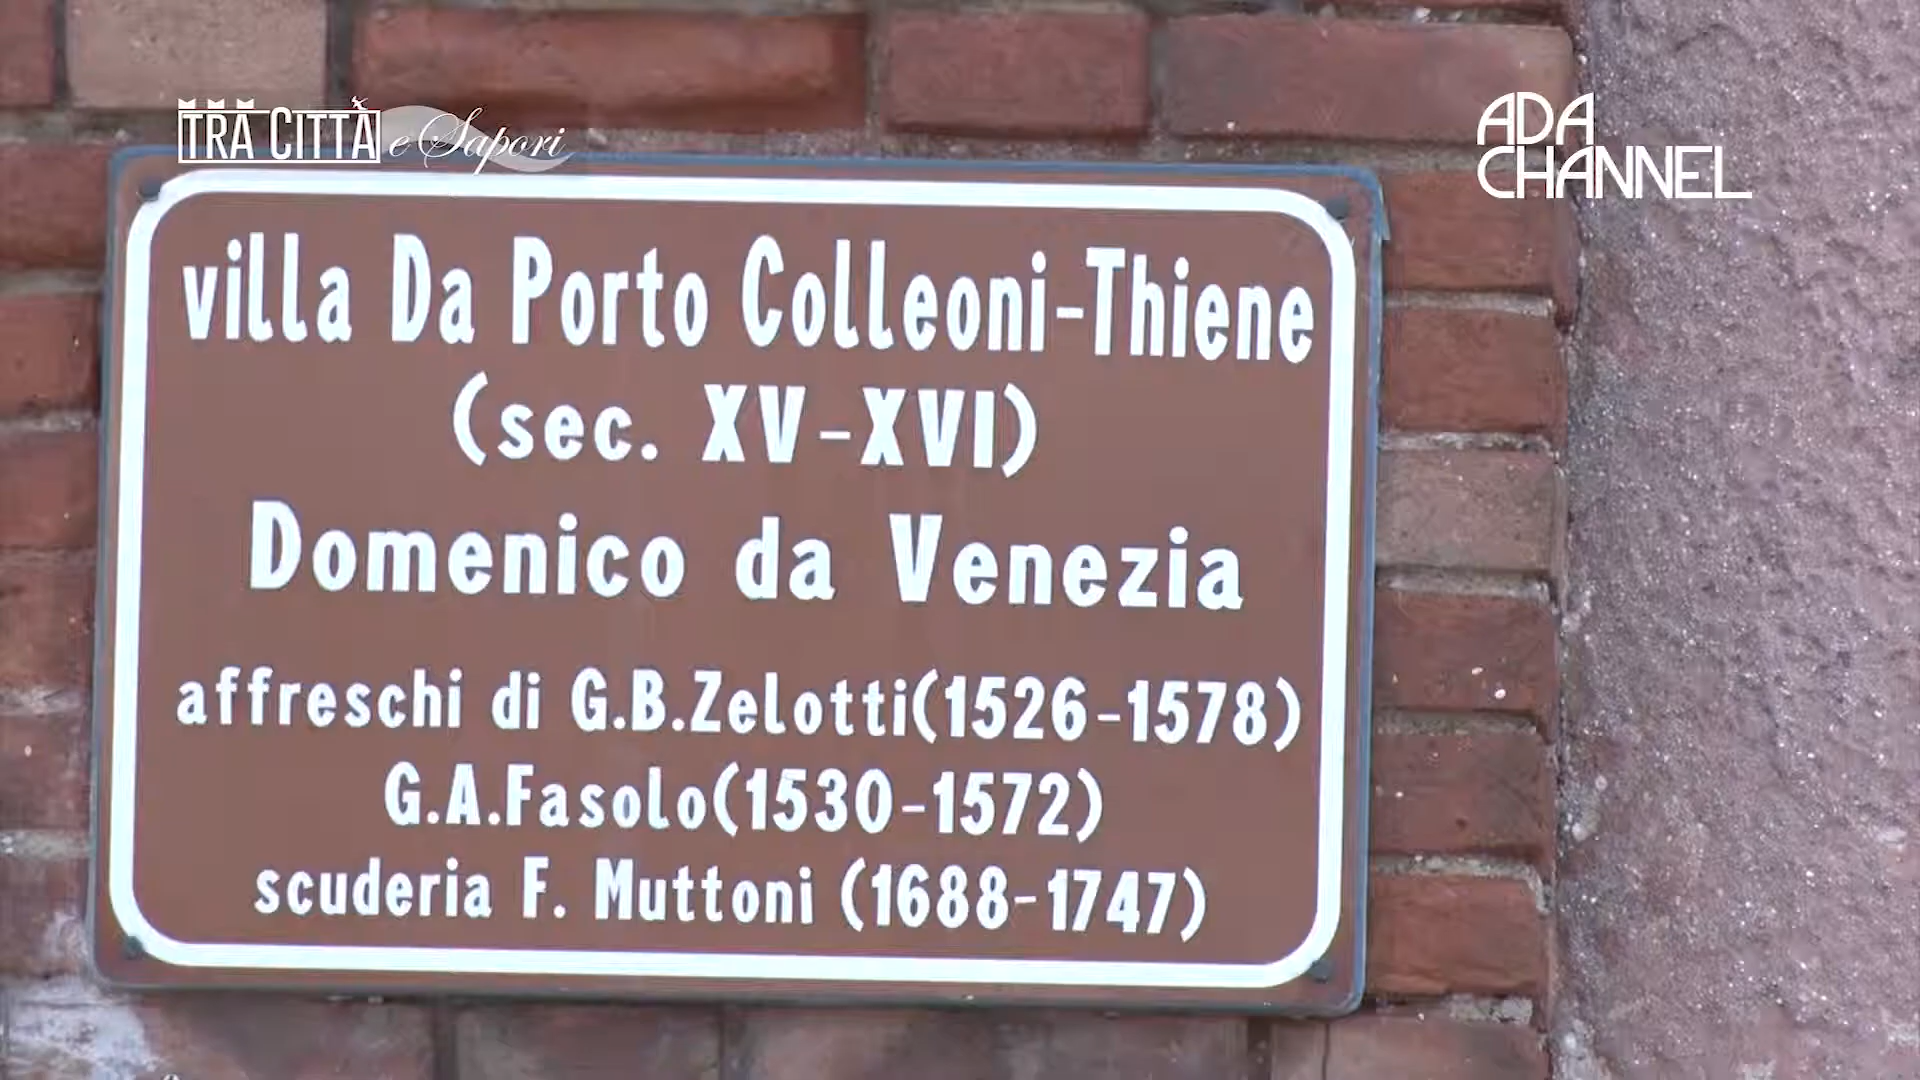 TRA CITTÀ e Sapori
ADA
CHANNEL
villa Da Porto Colleoni-Thiene
(sec. XV-XVI)
Domenico da Venezia
affreschi di G.B.Zelotti(1526-1578)
G.A.Fasolo(1530-1572)
scuderia F. Muttoni (1688-1747)